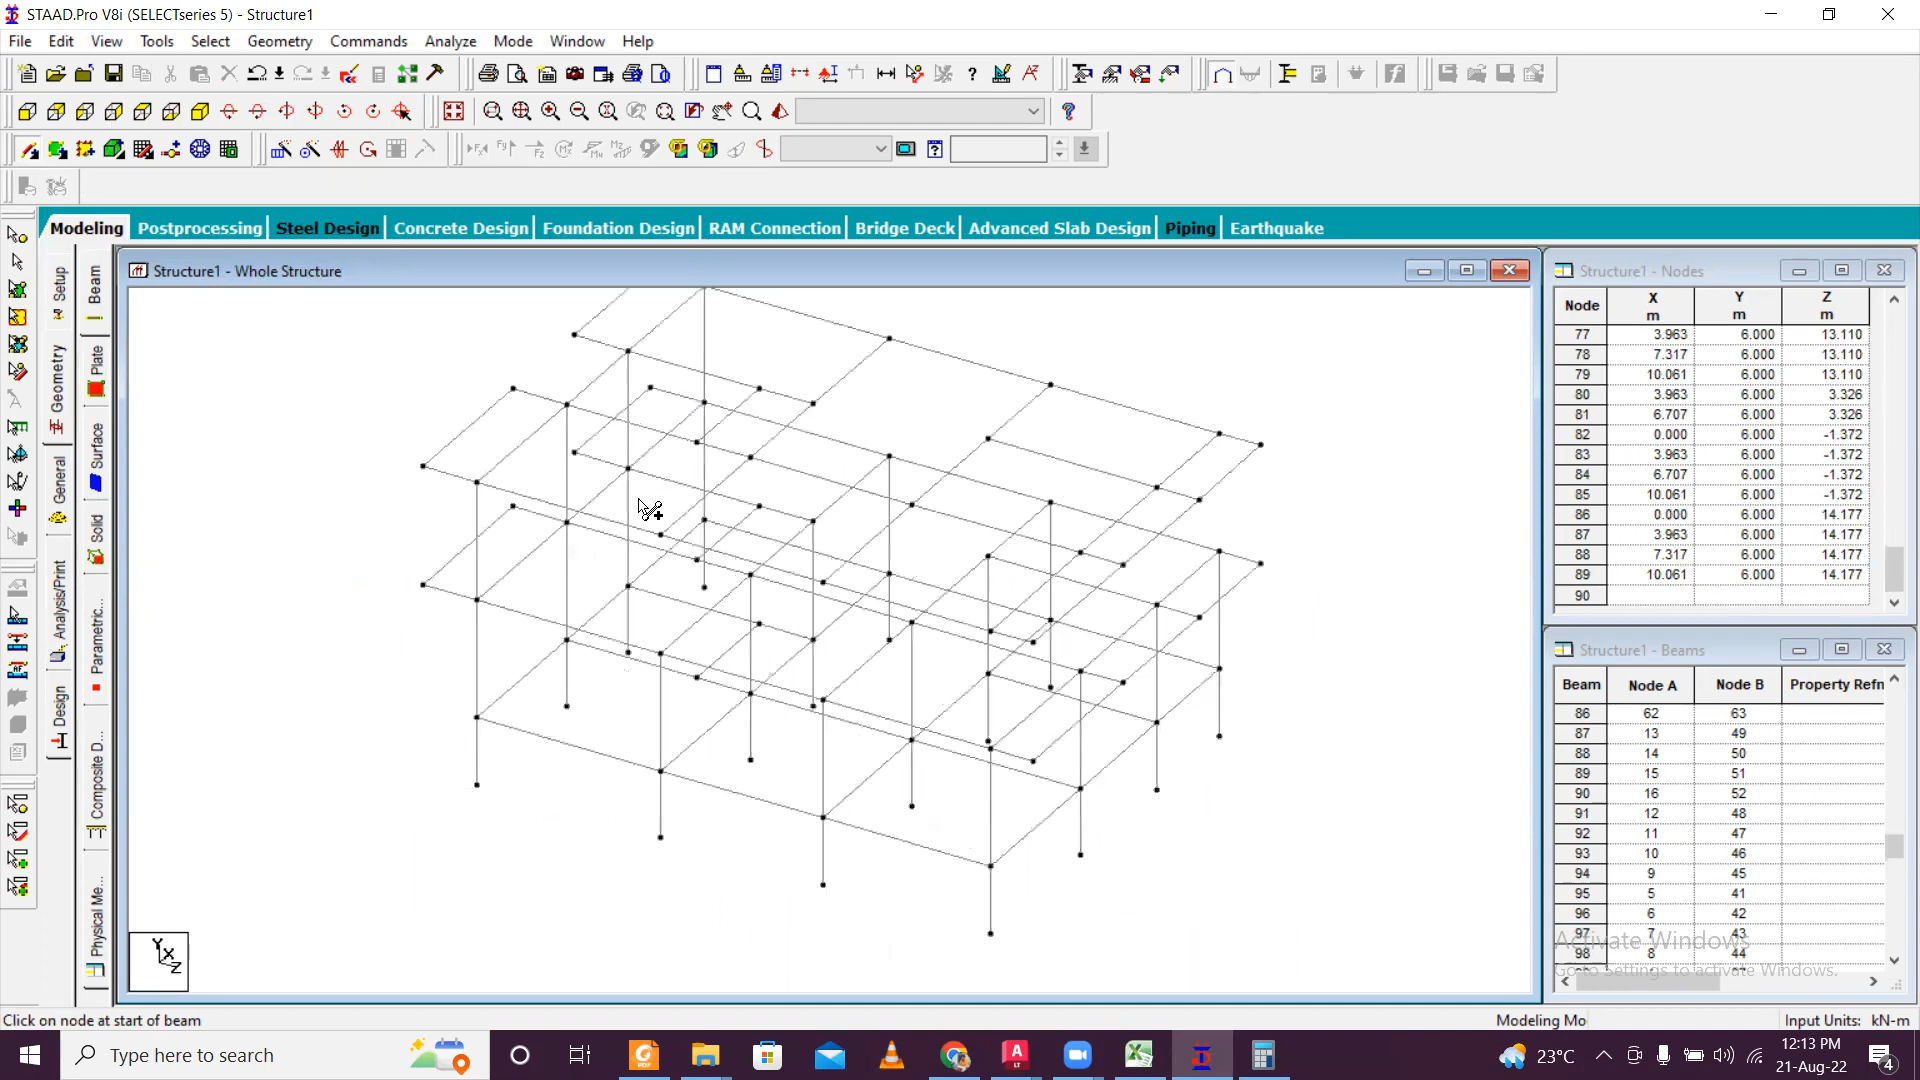 STAAD.Pro V8i (SELECTseries 5) - Structure1
File Edit View Tools Select Geometry Commands Analyze Mode Window Help
Modeling Postprocessing Steel Design Concrete Design Foundation Design RAM Connection Bridge Deck Advanced Slab Design Piping Earthquake
Setup
Geometry
General
Analysis/Print
Design
Beam
Plate
Surface
Solid
Parametric...
Composite D...
Physical Me...
Structure1 - Whole Structure
Y X Z
Structure1 - Nodes
Node X m Y m Z m
77 3.963 6.000 13.110
78 7.317 6.000 13.110
79 10.061 6.000 13.110
80 3.963 6.000 3.326
81 6.707 6.000 3.326
82 0.000 6.000 -1.372
83 3.963 6.000 -1.372
84 6.707 6.000 -1.372
85 10.061 6.000 -1.372
86 0.000 6.000 14.177
87 3.963 6.000 14.177
88 7.317 6.000 14.177
89 10.061 6.000 14.177
90
Structure1 - Beams
Beam Node A Node B Property Refn
86 62 63
87 13 49
88 14 50
89 15 51
90 16 52
91 12 48
92 11 47
93 10 46
94 9 45
95 5 41
96 6 42
97 7 43
98 8 44
Activate Windows
Go to Settings to activate Windows.
Click on node at start of beam
Modeling Mo
Input Units: kN-m
Type here to search
23°C
12:13 PM
21-Aug-22
4